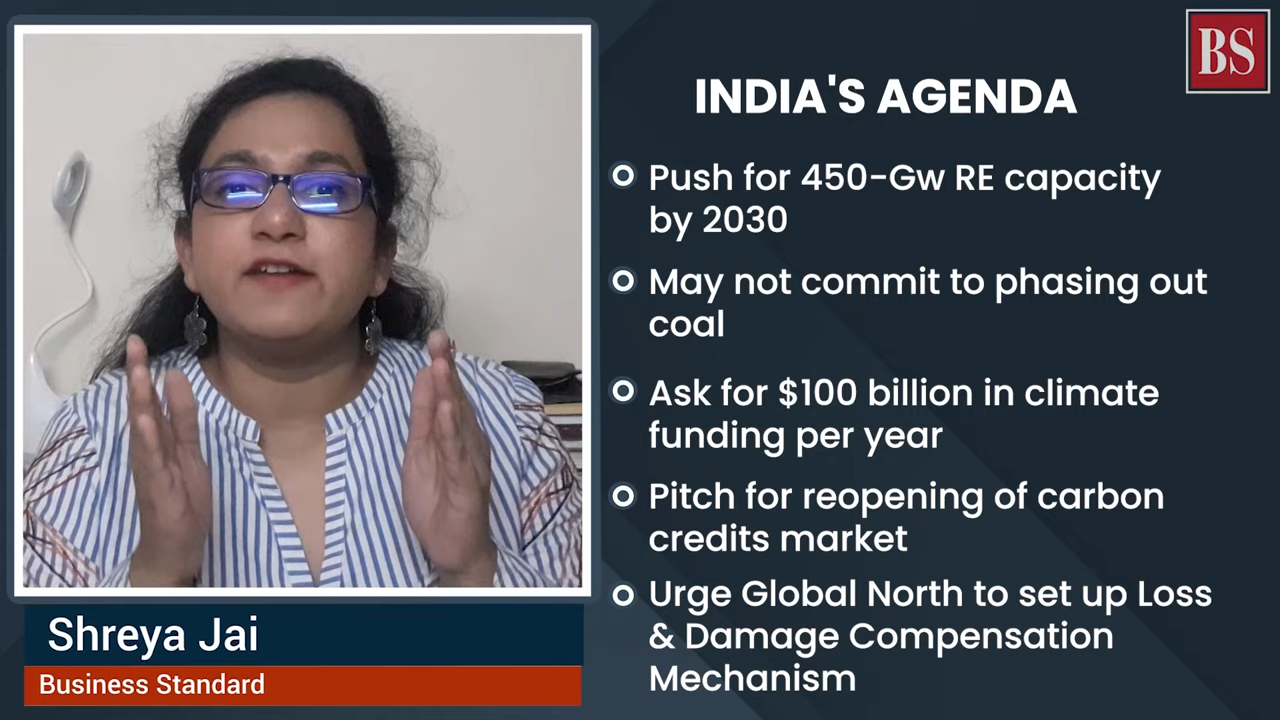 BS
INDIA'S AGENDA
Push for 450-Gw RE capacity
by 2030
May not commit to phasing out
coal
Ask for $100 billion in climate
funding per year
Pitch for reopening of carbon
credits market
Urge Global North to set up Loss
& Damage Compensation
Mechanism
Shreya Jai
Business Standard